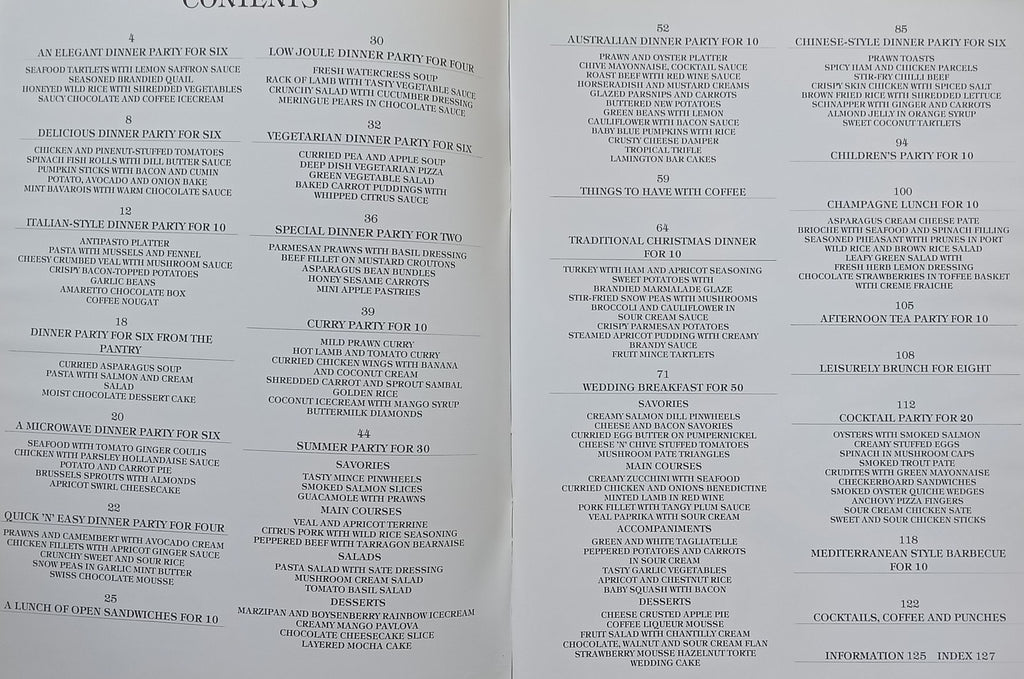 CONTENTS
4
AN ELEGANT DINNER PARTY FOR SIX
SEAFOOD TARTLETS WITH LEMON SAFFRON SAUCE
SEASONED BRANDIED QUAIL
HONEYED WILD RICE WITH SHREDDED VEGETABLES
SAUCY CHOCOLATE AND COFFEE ICECREAM
8
DELICIOUS DINNER PARTY FOR SIX
CHICKEN AND PINENUT-STUFFED TOMATOES
SPINACH FISH ROLLS WITH DILL BUTTER SAUCE
PUMPKIN STICKS WITH BACON AND CUMIN
POTATO, AVOCADO AND ONION BAKE
MINT BAVAROIS WITH WARM CHOCOLATE SAUCE
12
ITALIAN-STYLE DINNER PARTY FOR 10
ANTIPASTO PLATTER
PASTA WITH MUSSELS AND FENNEL
CHEESY CRUMBED VEAL WITH MUSHROOM SAUCE
CRISPY BACON-TOPPED POTATOES
GARLIC BEANS
AMARETTO CHOCOLATE BOX
COFFEE NOUGAT
18
DINNER PARTY FOR SIX FROM THE
PANTRY
CURRIED ASPARAGUS SOUP
PASTA WITH SALMON AND CREAM
SALAD
MOIST CHOCOLATE DESSERT CAKE
20
A MICROWAVE DINNER PARTY FOR SIX
SEAFOOD WITH TOMATO GINGER COULIS
CHICKEN WITH PARSLEY HOLLANDAISE SAUCE
POTATO AND CARROT PIE
BRUSSELS SPROUTS WITH ALMONDS
APRICOT SWIRL CHEESECAKE
22
QUICK 'N' EASY DINNER PARTY FOR FOUR
PRAWNS AND CAMEMBERT WITH AVOCADO CREAM
CHICKEN FILLETS WITH APRICOT GINGER SAUCE
CRUNCHY SWEET AND SOUR RICE
SNOW PEAS IN GARLIC MINT BUTTER
SWISS CHOCOLATE MOUSSE
25
A LUNCH OF OPEN SANDWICHES FOR 10
30
LOW JOULE DINNER PARTY FOR FOUR
FRESH WATERCRESS SOUP
RACK OF LAMB WITH TASTY VEGETABLE SAUCE
CRUNCHY SALAD WITH CUCUMBER DRESSING
MERINGUE PEARS IN CHOCOLATE SAUCE
32
VEGETARIAN DINNER PARTY FOR SIX
CURRIED PEA AND APPLE SOUP
DEEP DISH VEGETARIAN PIZZA
GREEN VEGETABLE SALAD
BAKED CARROT PUDDINGS WITH
WHIPPED CITRUS SAUCE
36
SPECIAL DINNER PARTY FOR TWO
PARMESAN PRAWNS WITH BASIL DRESSING
BEEF FILLET ON MUSTARD CROUTONS
ASPARAGUS BEAN BUNDLES
HONEY SESAME CARROTS
MINI APPLE PASTRIES
39
CURRY PARTY FOR 10
MILD PRAWN CURRY
HOT LAMB AND TOMATO CURRY
CURRIED CHICKEN WINGS WITH BANANA
AND COCONUT CREAM
SHREDDED CARROT AND SPROUT SAMBAL
GOLDEN RICE
COCONUT ICECREAM WITH MANGO SYRUP
BUTTERMILK DIAMONDS
44
SUMMER PARTY FOR 30
SAVORIES
TASTY MINCE PINWHEELS
SMOKED SALMON SLICES
GUACAMOLE WITH PRAWNS
MAIN COURSES
VEAL AND APRICOT TERRINE
CITRUS PORK WITH WILD RICE SEASONING
PEPPERED BEEF WITH TARRAGON BEARNAISE
SALADS
PASTA SALAD WITH SATE DRESSING
MUSHROOM CREAM SALAD
TOMATO BASIL SALAD
DESSERTS
MARZIPAN AND BOYSENBERRY RAINBOW ICECREAM
CREAMY MANGO PAVLOVA
CHOCOLATE CHEESECAKE SLICE
LAYERED MOCHA CAKE
52
AUSTRALIAN DINNER PARTY FOR 10
PRAWN AND OYSTER PLATTER
CHIVE MAYONNAISE, COCKTAIL SAUCE
ROAST BEEF WITH RED WINE SAUCE
HORSERADISH AND MUSTARD CREAMS
GLAZED PARSNIPS AND CARROTS
BUTTERED NEW POTATOES
GREEN BEANS WITH LEMON
CAULIFLOWER WITH BACON SAUCE
BABY BLUE PUMPKINS WITH RICE
CRUSTY CHEESE DAMPER
TROPICAL TRIFLE
LAMINGTON BAR CAKES
59
THINGS TO HAVE WITH COFFEE
64
TRADITIONAL CHRISTMAS DINNER
FOR 10
TURKEY WITH HAM AND APRICOT SEASONING
SWEET POTATOES WITH
BRANDIED MARMALADE GLAZE
STIR-FRIED SNOW PEAS WITH MUSHROOMS
BROCCOLI AND CAULIFLOWER IN
SOUR CREAM SAUCE
CRISPY PARMESAN POTATOES
STEAMED APRICOT PUDDING WITH CREAMY
BRANDY SAUCE
FRUIT MINCE TARTLETS
71
WEDDING BREAKFAST FOR 50
SAVORIES
CREAMY SALMON DILL PINWHEELS
CHEESE AND BACON SAVORIES
CURRIED EGG BUTTER ON PUMPERNICKEL
CHEESE 'N' CHIVE STUFFED TOMATOES
MUSHROOM PATE TRIANGLES
MAIN COURSES
CREAMY ZUCCHINI WITH SEAFOOD
CURRIED CHICKEN AND ONIONS BENEDICTINE
MINTED LAMB IN RED WINE
PORK FILLET WITH TANGY PLUM SAUCE
VEAL PAPRIKA WITH SOUR CREAM
ACCOMPANIMENTS
GREEN AND WHITE TAGLIATELLE
PEPPERED POTATOES AND CARROTS
IN SOUR CREAM
TASTY GARLIC VEGETABLES
APRICOT AND CHESTNUT RICE
BABY SQUASH WITH BACON
DESSERTS
CHEESE CRUSTED APPLE PIE
COFFEE LIQUEUR MOUSSE
FRUIT SALAD WITH CHANTILLY CREAM
CHOCOLATE, WALNUT AND SOUR CREAM FLAN
STRAWBERRY MOUSSE HAZELNUT TORTE
WEDDING CAKE
85
CHINESE-STYLE DINNER PARTY FOR SIX
PRAWN TOASTS
SPICY HAM AND CHICKEN PARCELS
STIR-FRY CHILLI BEEF
CRISPY SKIN CHICKEN WITH SPICED SALT
BROWN FRIED RICE WITH SHREDDED LETTUCE
SCHNAPPER WITH GINGER AND CARROTS
ALMOND JELLY IN ORANGE SYRUP
SWEET COCONUT TARTLETS
94
CHILDREN'S PARTY FOR 10
100
CHAMPAGNE LUNCH FOR 10
ASPARAGUS CREAM CHEESE PATE
BRIOCHE WITH SEAFOOD AND SPINACH FILLING
SEASONED PHEASANT WITH PRUNES IN PORT
WILD RICE AND BROWN RICE SALAD
LEAFY GREEN SALAD WITH
FRESH HERB LEMON DRESSING
CHOCOLATE STRAWBERRIES IN TOFFEE BASKET
WITH CREME FRAICHE
105
AFTERNOON TEA PARTY FOR 10
108
LEISURELY BRUNCH FOR EIGHT
112
COCKTAIL PARTY FOR 20
OYSTERS WITH SMOKED SALMON
CREAMY STUFFED EGGS
SPINACH IN MUSHROOM CAPS
SMOKED TROUT PATE
CRUDITES WITH GREEN MAYONNAISE
CHECKERBOARD SANDWICHES
SMOKED OYSTER QUICHE WEDGES
ANCHOVY PIZZA FINGERS
SOUR CREAM CHICKEN SATE
SWEET AND SOUR CHICKEN STICKS
118
MEDITERRANEAN STYLE BARBECUE
FOR 10
122
COCKTAILS, COFFEE AND PUNCHES
INFORMATION 125 INDEX 127